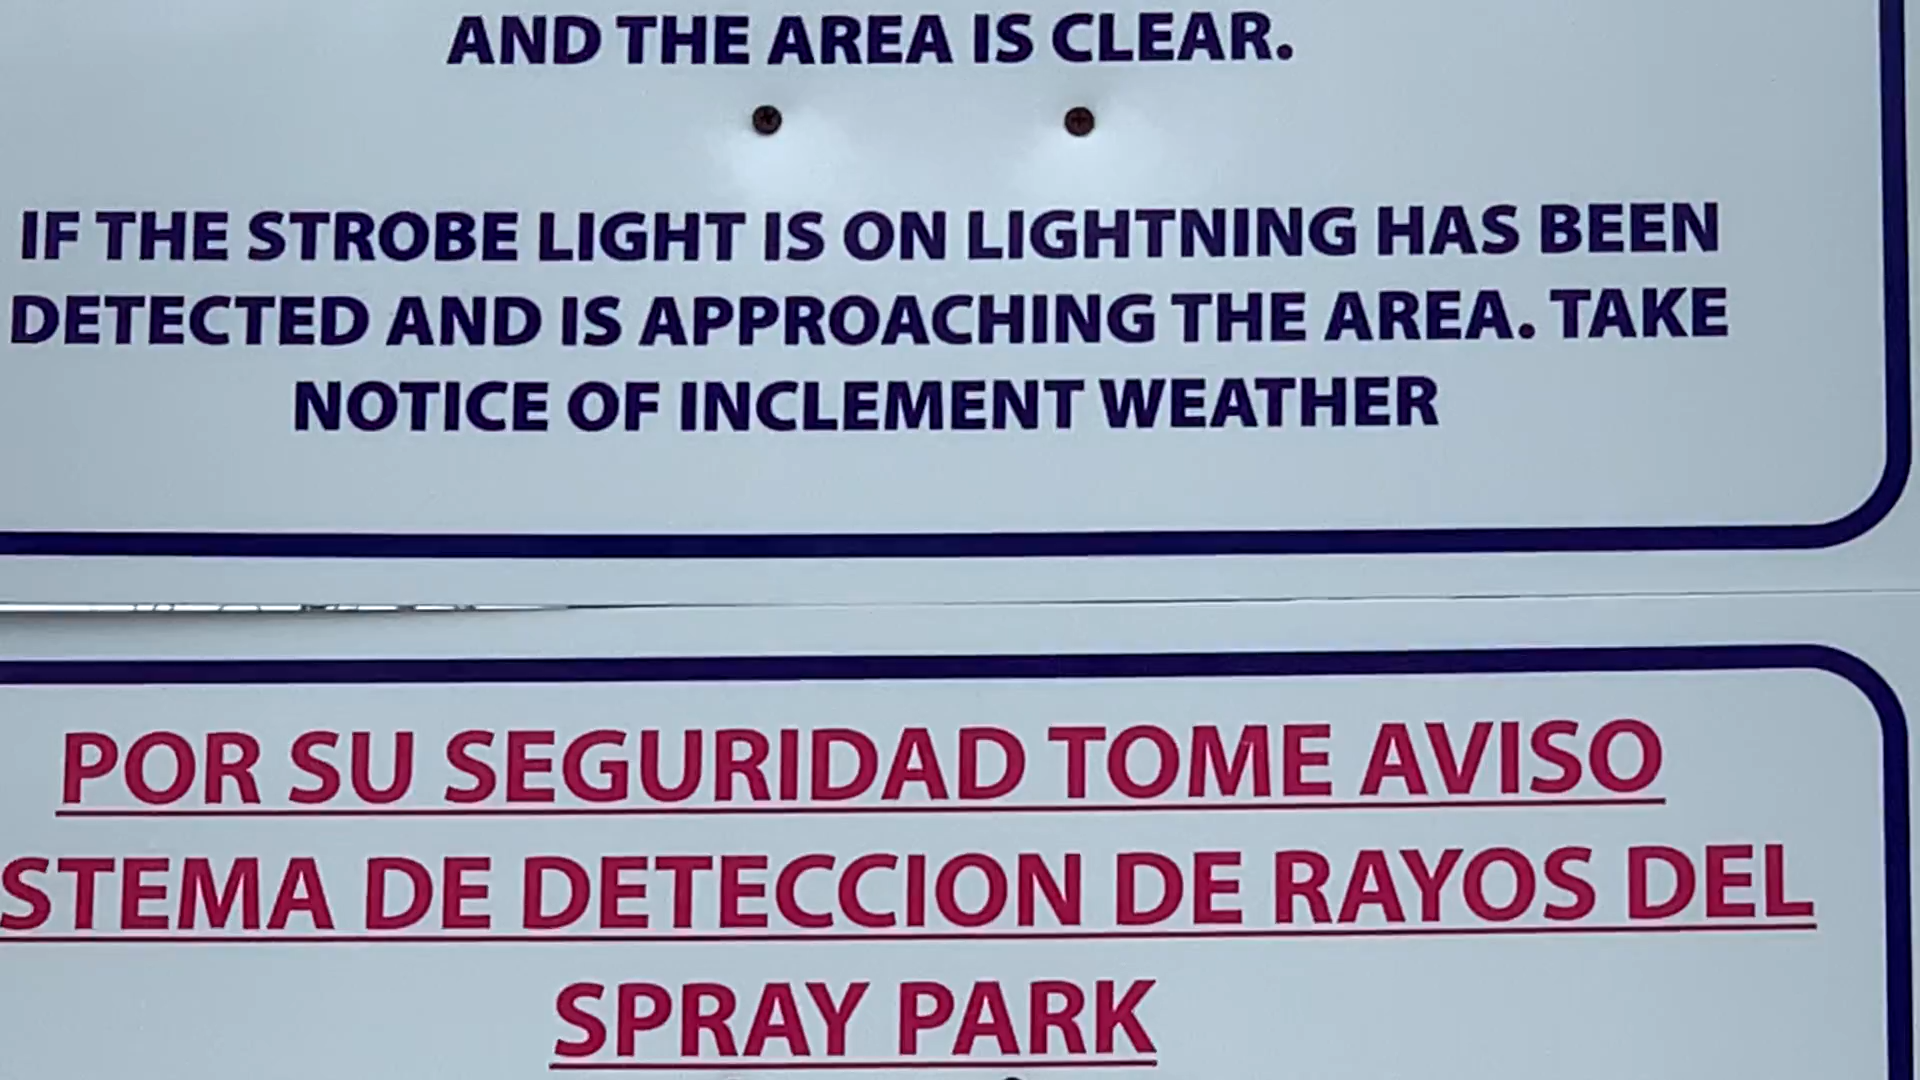 AND THE AREA IS CLEAR.
IF THE STROBE LIGHT IS ON LIGHTNING HAS BEEN
DETECTED AND IS APPROACHING THE AREA. TAKE
NOTICE OF INCLEMENT WEATHER
POR SU SEGURIDAD TOME AVISO
STEMA DE DETECCION DE RAYOS DEL
SPRAY PARK